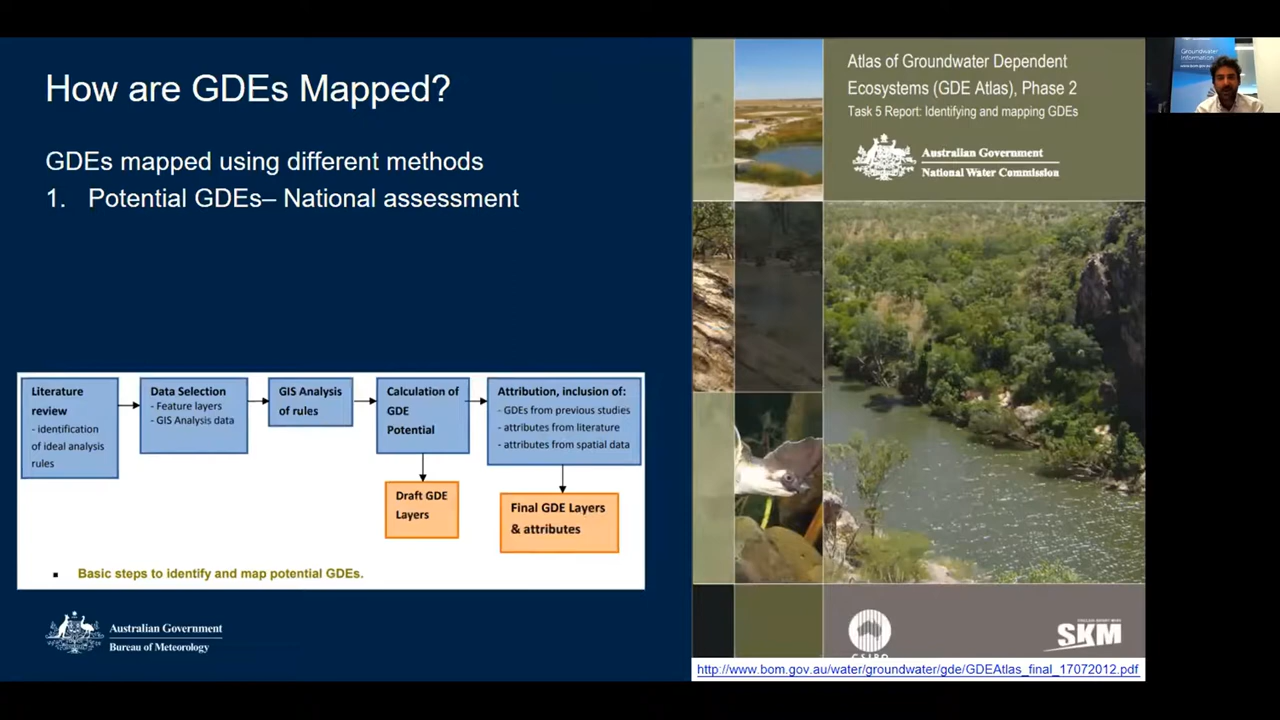 How are GDEs Mapped?
GDEs mapped using different methods
1. Potential GDEs– National assessment
Literature
review
- identification
of ideal analysis
rules
Data Selection
- Feature layers
- GIS Analysis data
GIS Analysis
of rules
Calculation of
GDE
Potential
Attribution, inclusion of:
- GDEs from previous studies
- attributes from literature
- attributes from spatial data
Draft GDE
Layers
Final GDE Layers
& attributes
▪ Basic steps to identify and map potential GDEs.
Australian Government
Bureau of Meteorology
Atlas of Groundwater Dependent
Ecosystems (GDE Atlas), Phase 2
Task 5 Report: Identifying and mapping GDEs
Australian Government
National Water Commission
CSIRO
SKM
http://www.bom.gov.au/water/groundwater/gde/GDEAtlas_final_17072012.pdf
Groundwater
Information